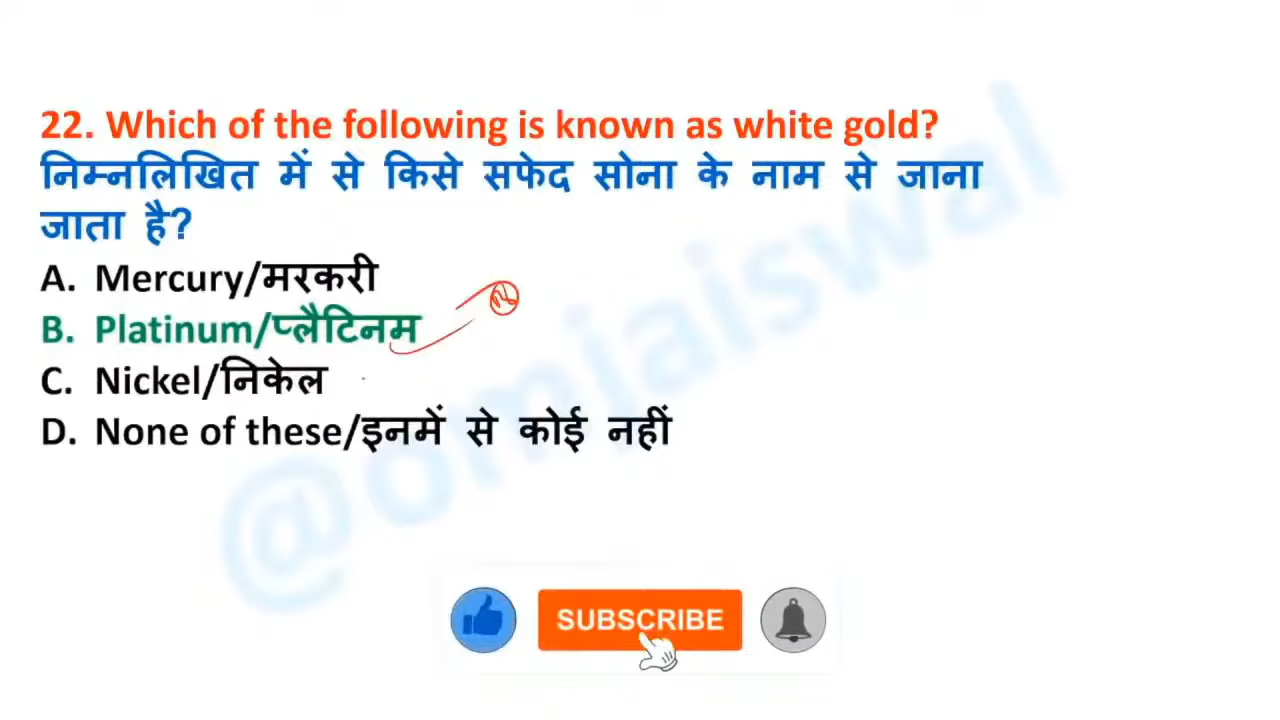 22. Which of the following is known as white gold?
निम्नलिखित में से किसे सफेद सोना के नाम से जाना
जाता है?
A. Mercury/मरकरी
B. Platinum/प्लैटिनम
C. Nickel/निकेल
D. None of these/इनमें से कोई नहीं
@omjaiswal
SUBSCRIBE